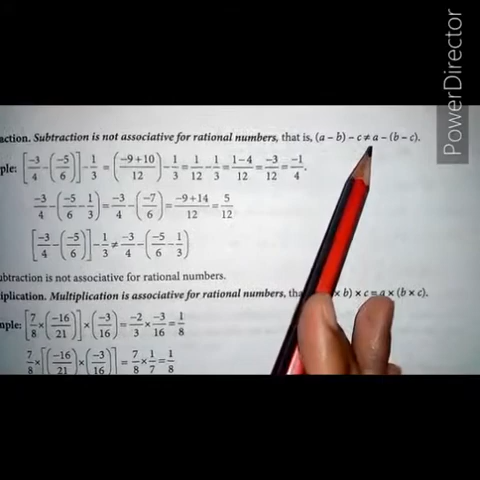 PowerDirector
action. Subtraction is not associative for rational numbers, that is, (a − b) − c ≠ a − (b − c).
ple: [-3/4 − (-5/6)] − 1/3 = (-9+10/12) − 1/3 = 1/12 − 1/3 = 1−4/12 = -3/12 = -1/4.
-3/4 − (-5/6 − 1/3) = -3/4 − (-7/6) = -9+14/12 = 5/12
[-3/4 − (-5/6)] − 1/3 ≠ -3/4 − (-5/6 − 1/3)
ubtraction is not associative for rational numbers.
iplication. Multiplication is associative for rational numbers, tha × b) × c = a × (b × c).
mple: [7/8 × (-16/21)] × (-3/16) = -2/3 × -3/16 = 1/8
7/8 × [(-16/21) × (-3/16)] = 7/8 × 1/7 = 1/8